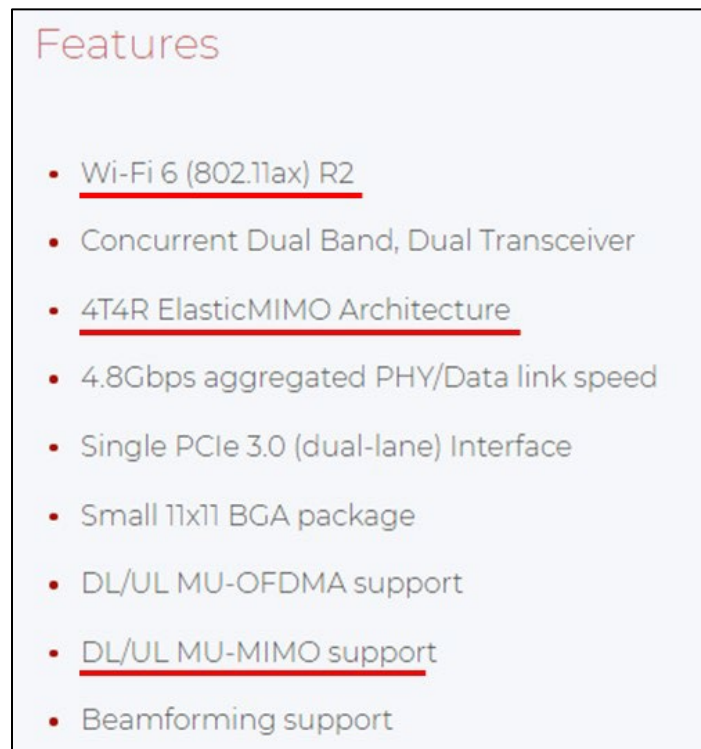 Features
• Wi-Fi 6 (802.11ax) R2
• Concurrent Dual Band, Dual Transceiver
• 4T4R ElasticMIMO Architecture
• 4.8Gbps aggregated PHY/Data link speed
• Single PCIe 3.0 (dual-lane) Interface
• Small 11x11 BGA package
• DL/UL MU-OFDMA support
• DL/UL MU-MIMO support
• Beamforming support